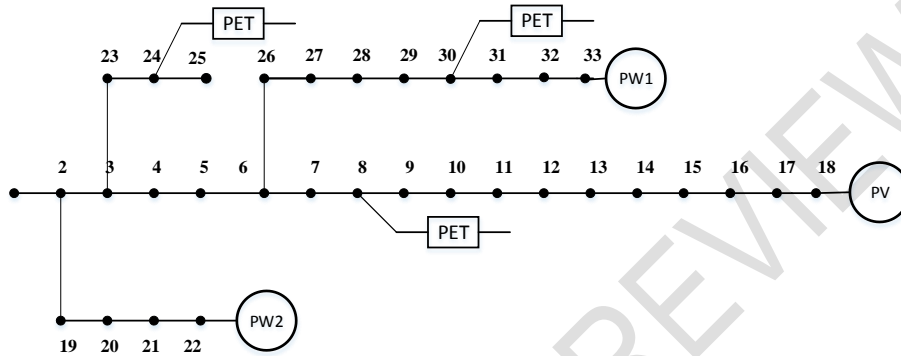 PET PET
23 24 25 26 27 28 29 30 31 32 33 PW1
2 3 4 5 6 7 8 9 10 11 12 13 14 15 16 17 18 PV
PET
PW2
19 20 21 22
REVIEW